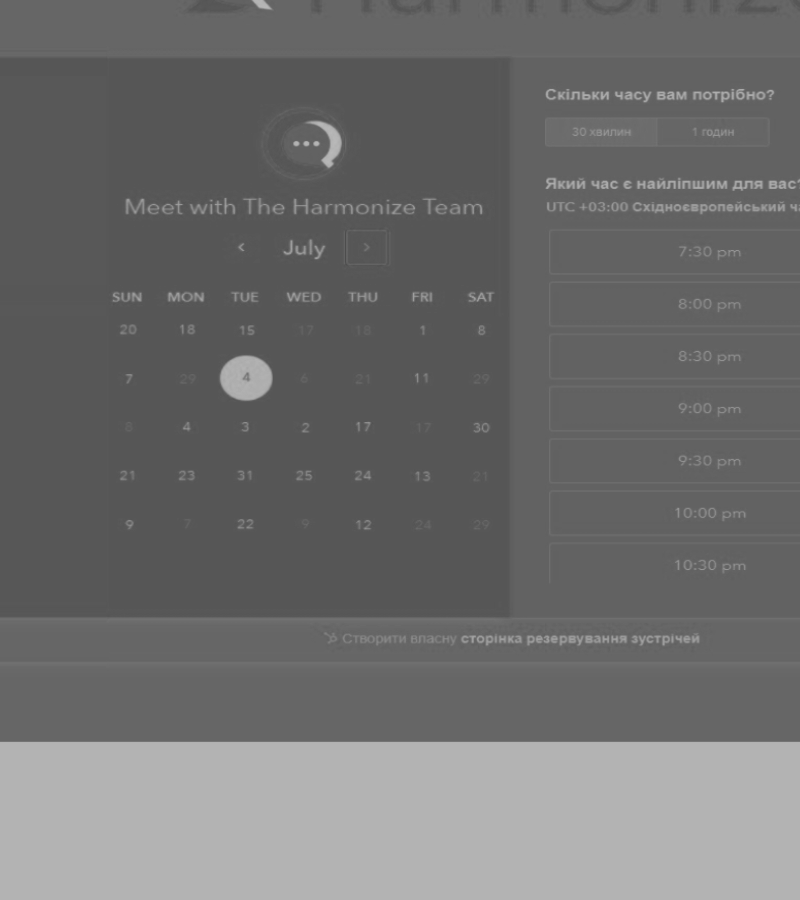 Harmonize
Meet with The Harmonize Team
‹ July ›
SUN MON TUE WED THU FRI SAT
20 18 15 17 18 1 8
7 29 4 6 21 11 29
8 4 3 2 17 17 30
21 23 31 25 24 13 21
9 7 22 9 12 24 29
Скільки часу вам потрібно?
30 хвилин 1 годин
Який час є найліпшим для вас?
UTC +03:00 Східноєвропейський
7:30 pm
8:00 pm
8:30 pm
9:00 pm
9:30 pm
10:00 pm
10:30 pm
Створити власну сторінка резервування зустрічей